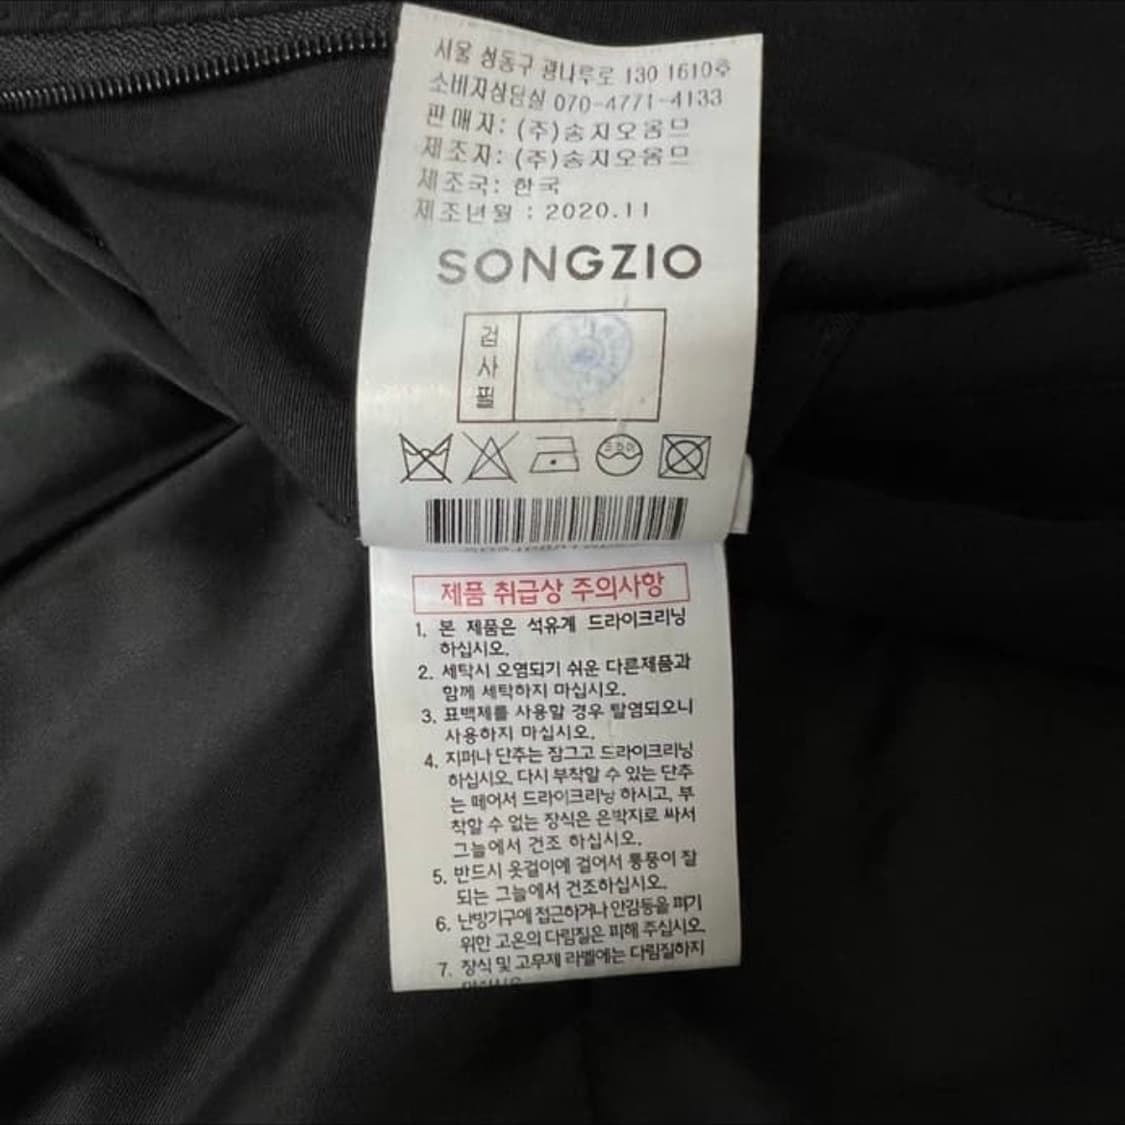 서울 성동구 광나루로 130 1610호
소비자상담실 070-4771-4133
판매자: (주)송지오옴므
제조자: (주)송지오옴므
제조국: 한국
제조년월 : 2020.11
SONGZIO
검
사
필
드라이
제품 취급상 주의사항
1. 본 제품은 석유계 드라이크리닝
하십시오.
2. 세탁시 오염되기 쉬운 다른제품과
함께 세탁하지 마십시오.
3. 표백제를 사용할 경우 탈염되오니
사용하지 마십시오.
4. 지퍼나 단추는 잠그고 드라이크리닝
하십시오. 다시 부착할 수 있는 단추
는 떼어서 드라이크리닝 하시고, 부
착할 수 없는 장식은 은박지로 싸서
그늘에서 건조 하십시오.
5. 반드시 옷걸이에 걸어서 통풍이 잘
되는 그늘에서 건조하십시오.
6. 난방기구에 접근하거나 안감등을 펴기
위한 고온의 다림질은 피해 주십시오.
7. 장식 및 고무제 라벨에는 다림질하지